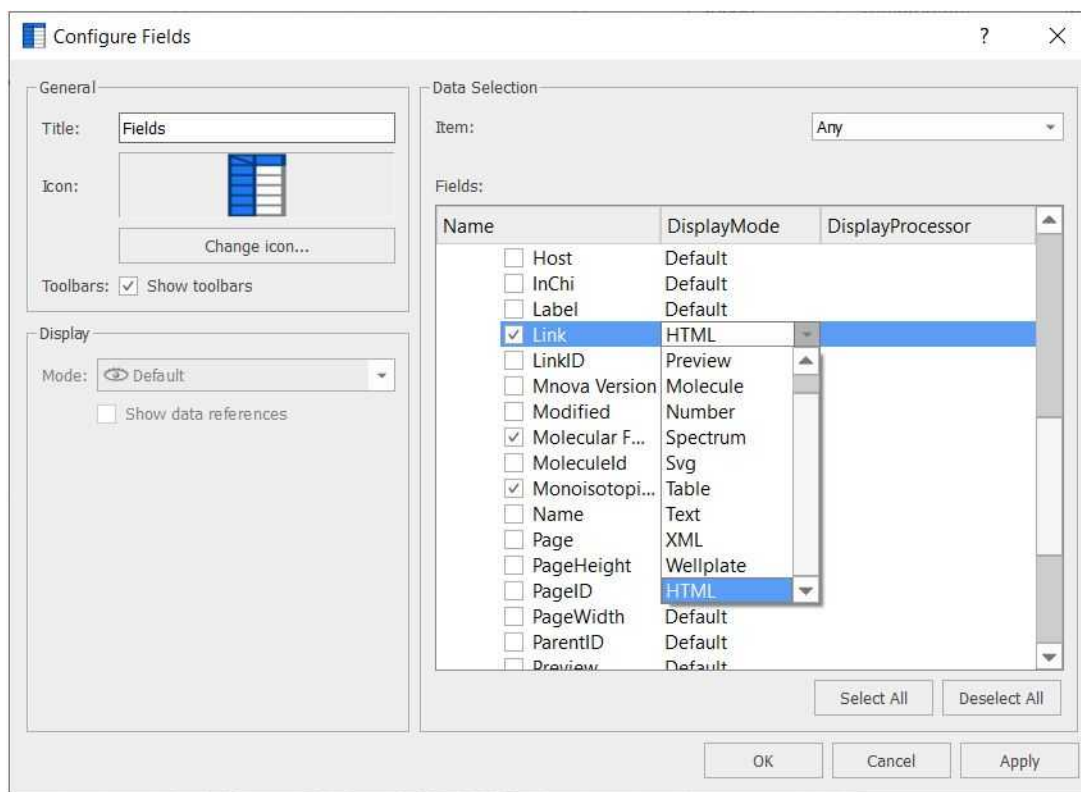 Configure Fields
?
General
Title: Fields
Icon:
Change icon...
Toolbars: Show toolbars
Display
Mode: Default
Show data references
Data Selection
Item: Any
Fields:
Name DisplayMode DisplayProcessor
Host Default
InChi Default
Label Default
Link HTML
LinkID Preview
Mnova Version Molecule
Modified Number
Molecular F... Spectrum
MoleculeId Svg
Monoisotopi... Table
Name Text
Page XML
PageHeight Wellplate
PageID HTML
PageWidth Default
ParentID Default
Preview Default
Select All Deselect All
OK Cancel Apply